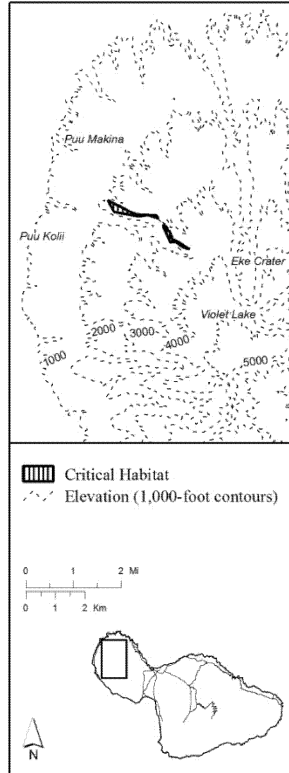 Puu Makina
Puu Kolii
Eke Crater
Violet Lake
2000
3000
4000
1000
5000
Critical Habitat
Elevation (1,000-foot contours)
0 2 Mi
0 1 2 Km
N